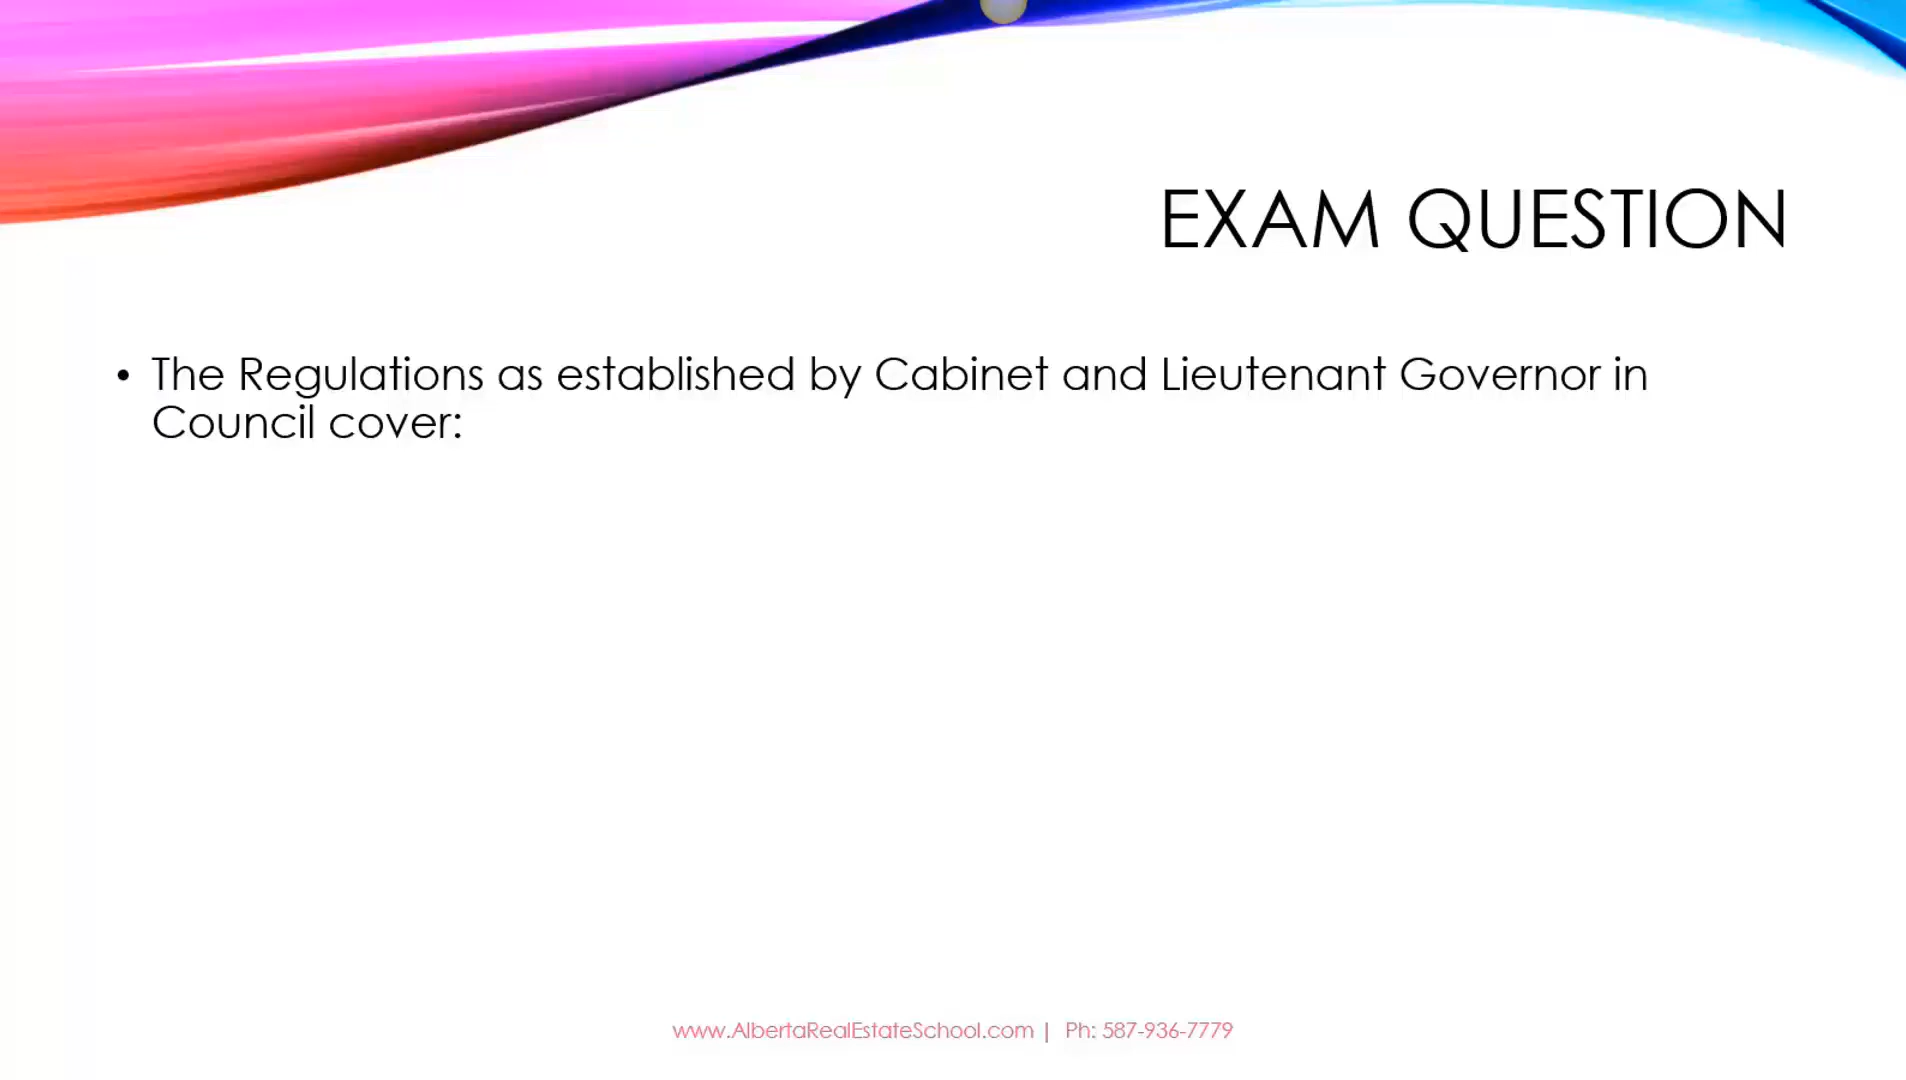 EXAM QUESTION
• The Regulations as established by Cabinet and Lieutenant Governor in
Council cover:
www.AlbertaRealEstateSchool.com | Ph: 587-936-7779